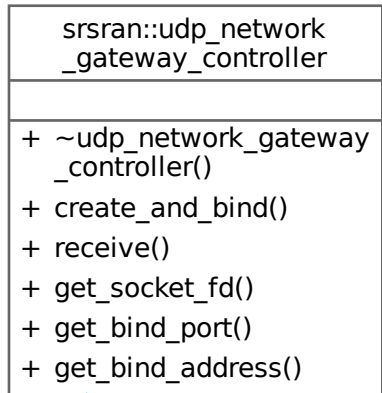 srsran::udp_network
_gateway_controller
+ ~udp_network_gateway
_controller()
+ create_and_bind()
+ receive()
+ get_socket_fd()
+ get_bind_port()
+ get_bind_address()